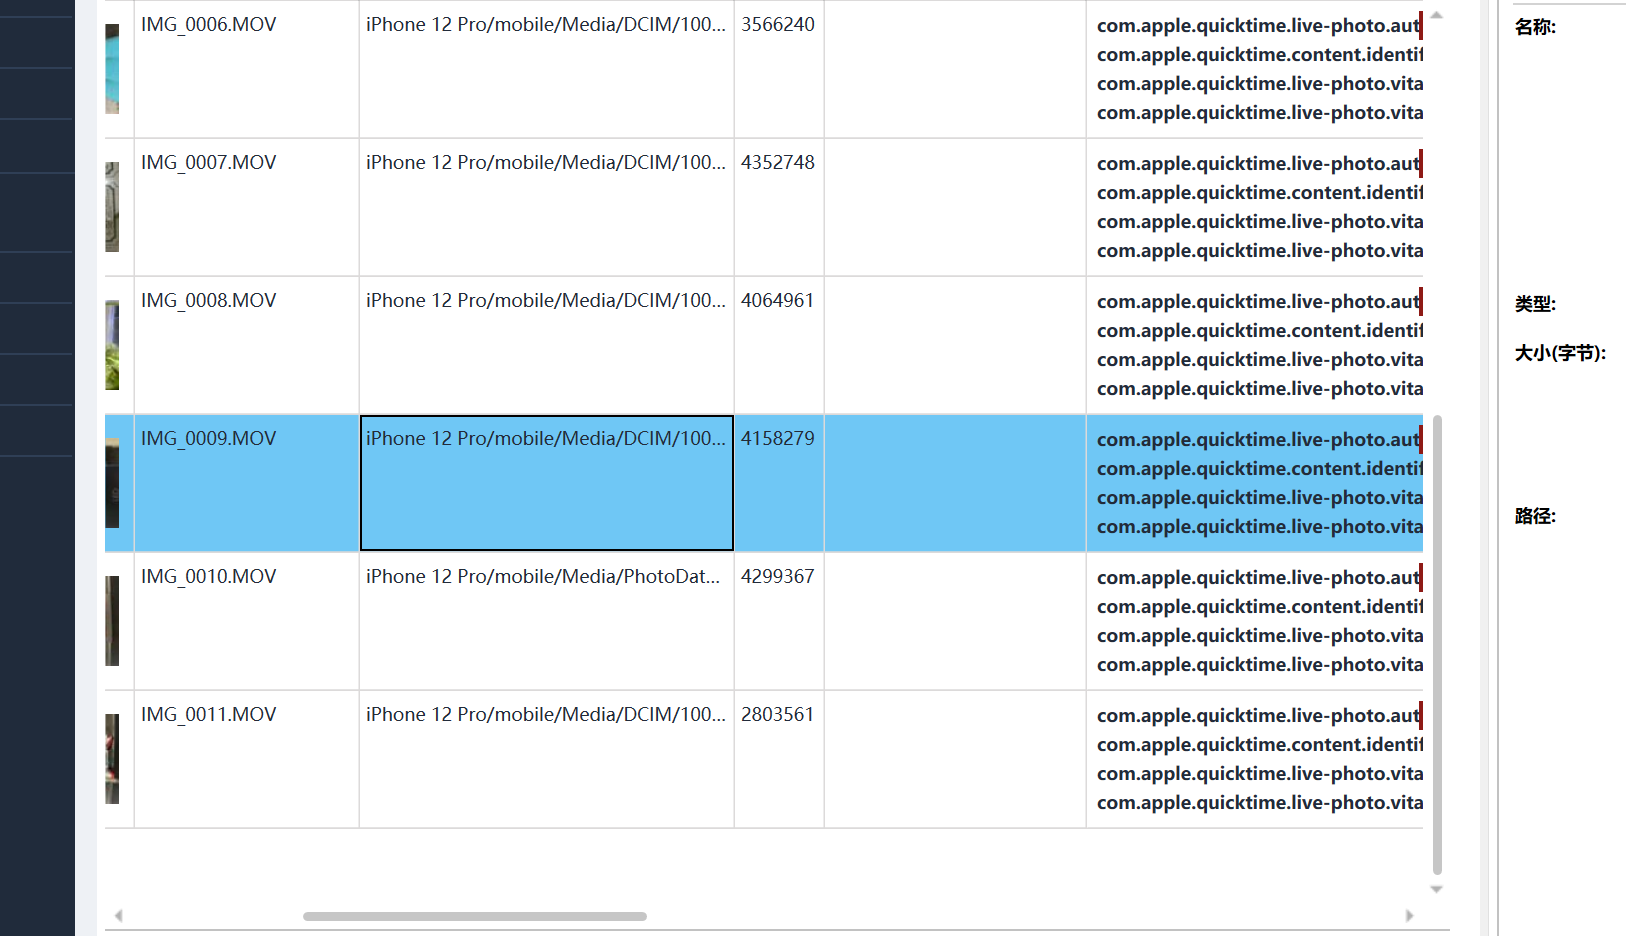 IMG_0006.MOV iPhone 12 Pro/mobile/Media/DCIM/100... 3566240 com.apple.quicktime.live-photo.aut
com.apple.quicktime.content.identif
com.apple.quicktime.live-photo.vita
com.apple.quicktime.live-photo.vita
IMG_0007.MOV iPhone 12 Pro/mobile/Media/DCIM/100... 4352748 com.apple.quicktime.live-photo.aut
com.apple.quicktime.content.identif
com.apple.quicktime.live-photo.vita
com.apple.quicktime.live-photo.vita
IMG_0008.MOV iPhone 12 Pro/mobile/Media/DCIM/100... 4064961 com.apple.quicktime.live-photo.aut
com.apple.quicktime.content.identif
com.apple.quicktime.live-photo.vita
com.apple.quicktime.live-photo.vita
IMG_0009.MOV iPhone 12 Pro/mobile/Media/DCIM/100... 4158279 com.apple.quicktime.live-photo.aut
com.apple.quicktime.content.identif
com.apple.quicktime.live-photo.vita
com.apple.quicktime.live-photo.vita
IMG_0010.MOV iPhone 12 Pro/mobile/Media/PhotoDat... 4299367 com.apple.quicktime.live-photo.aut
com.apple.quicktime.content.identif
com.apple.quicktime.live-photo.vita
com.apple.quicktime.live-photo.vita
IMG_0011.MOV iPhone 12 Pro/mobile/Media/DCIM/100... 2803561 com.apple.quicktime.live-photo.aut
com.apple.quicktime.content.identif
com.apple.quicktime.live-photo.vita
com.apple.quicktime.live-photo.vita
名称:
类型:
大小(字节):
路径: